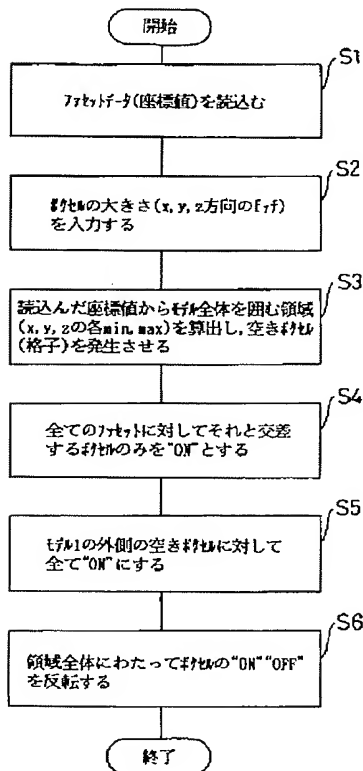 開始
S1
ﾌｧｾｯﾄﾃﾞｰﾀ(座標値)を読込む
S2
ﾎﾞｸｾﾙの大きさ(x,y,z方向のﾋﾟｯﾁ)
を入力する
S3
読込んだ座標値からﾓﾃﾞﾙ全体を囲む領域
(x,y,zの各min,max)を算出し,空きﾎﾞｸｾﾙ
(格子)を発生させる
S4
全てのﾌｧｾｯﾄに対してそれと交差
するﾎﾞｸｾﾙのみを"ON"とする
S5
ﾓﾃﾞﾙ1の外側の空きﾎﾞｸｾﾙに対して
全て"ON"にする
S6
領域全体にわたってﾎﾞｸｾﾙの"ON""OFF"
を反転する
終了